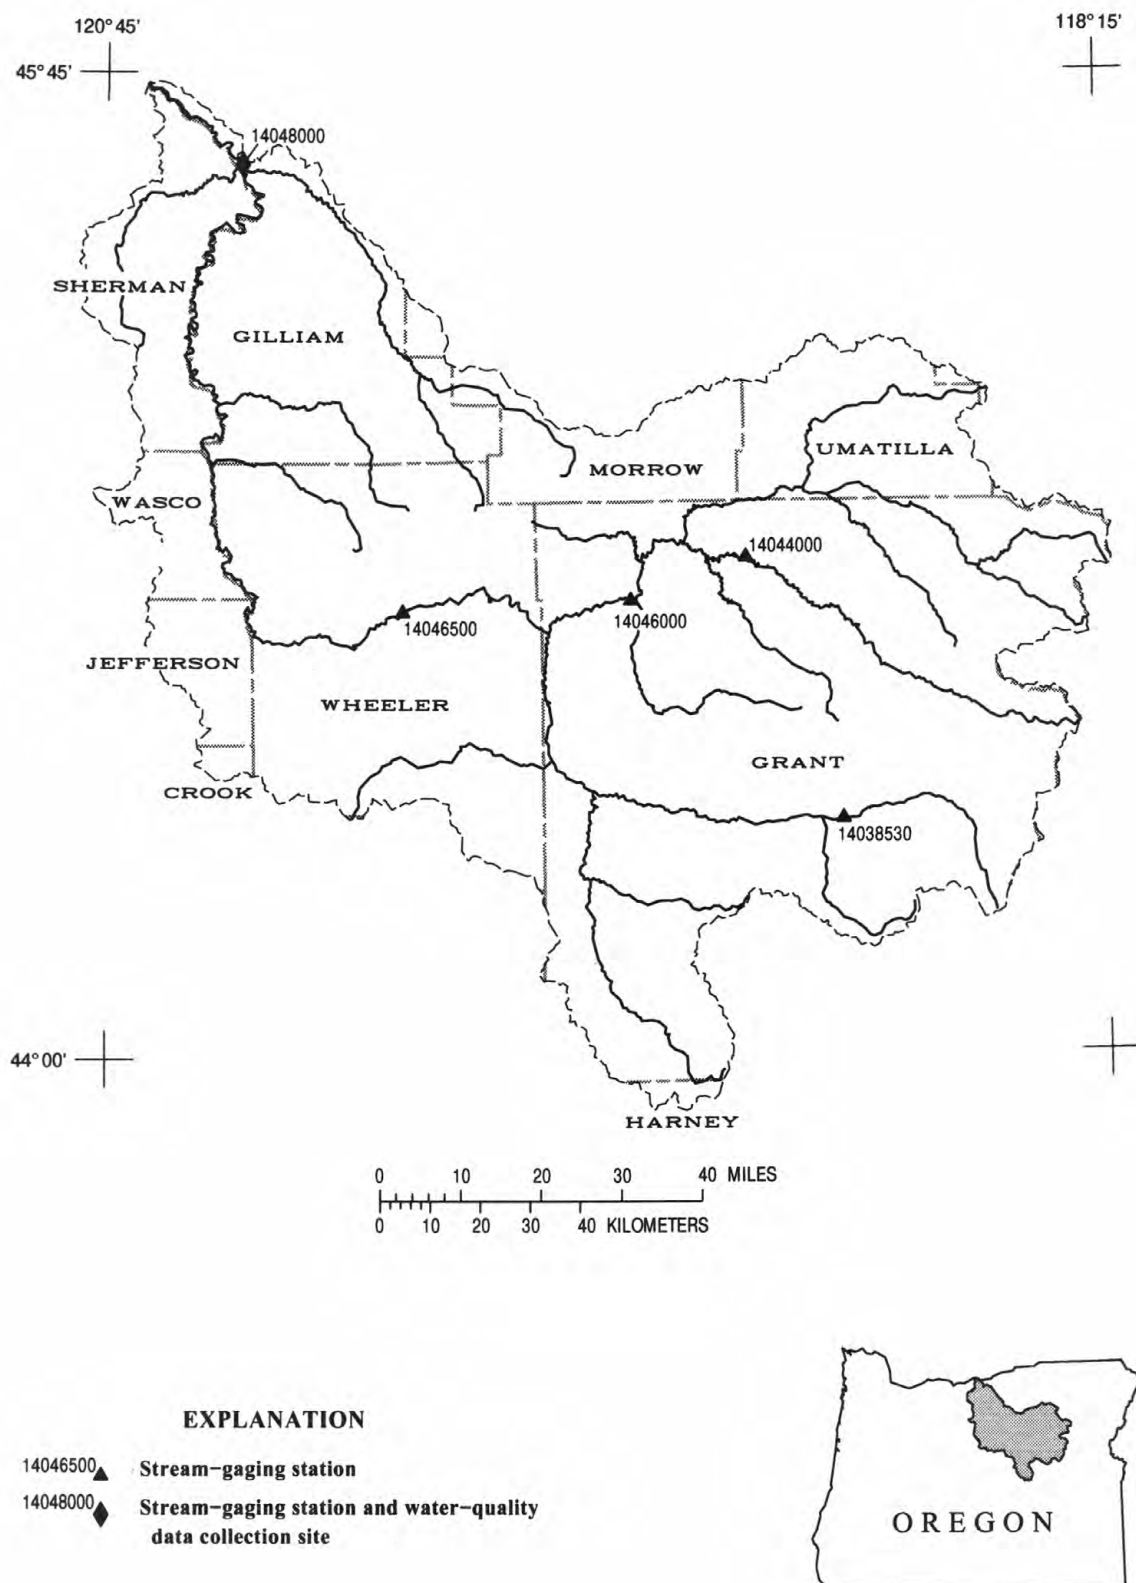 120°45'
118°15'
45°45'
14048000
SHERMAN
GILLIAM
UMATILLA
MORROW
WASCO
14044000
14046500
14046000
JEFFERSON
WHEELER
GRANT
CROOK
14038530
44°00'
HARNEY
0 10 20 30 40 MILES
0 10 20 30 40 KILOMETERS
EXPLANATION
14046500 Stream-gaging station
14048000 Stream-gaging station and water-quality
data collection site
OREGON